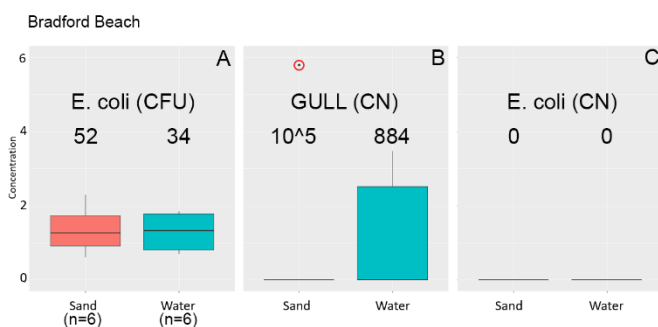 Bradford Beach
A
B
C
E. coli (CFU)
GULL (CN)
E. coli (CN)
52
34
10^5
884
0
0
Concentration
6
4
2
0
Sand
(n=6)
Water
(n=6)
Sand
Water
Sand
Water